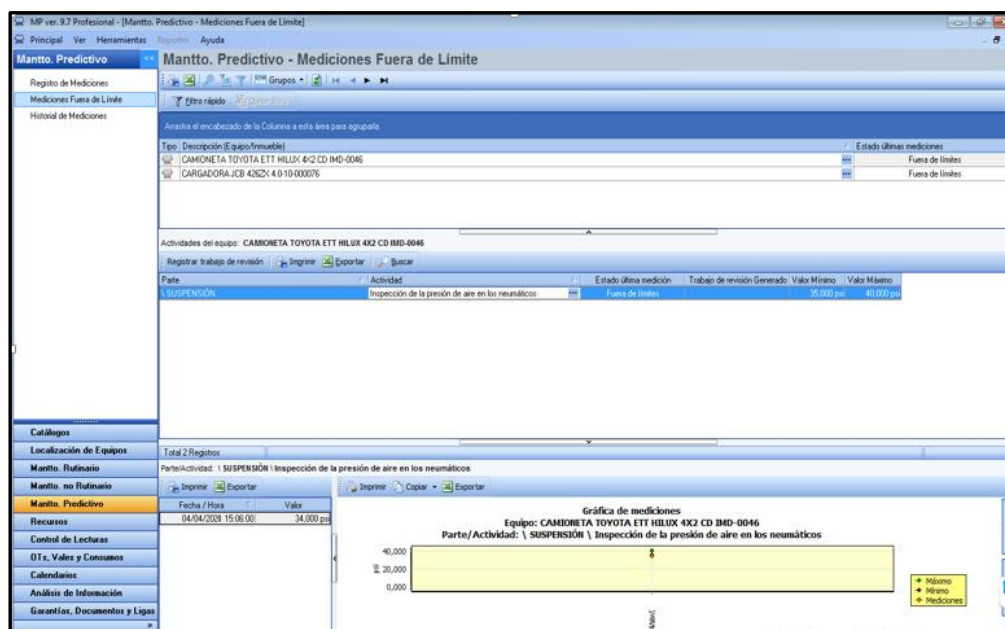 MP ver. 9.7 Profesional - [Mantto. Predictivo - Mediciones Fuera de Límite]
Principal Ver Herramientas Reportes Ayuda
Mantto. Predictivo <<
Mantto. Predictivo - Mediciones Fuera de Límite
Registro de Mediciones
Mediciones Fuera de Límite
Historial de Mediciones
Grupos
Filtro rápido
Arrastra el encabezado de la Columna a esta área para agruparla
Tipo Descripción (Equipo/Inmueble) Estado últimas mediciones
CAMIONETA TOYOTA ETT HILUX 4X2 CD IMD-0046 Fuera de límites
CARGADORA JCB 426ZX 4.0-10-000076 Fuera de límites
Actividades del equipo: CAMIONETA TOYOTA ETT HILUX 4X2 CD IMD-0046
Registrar trabajo de revisión Imprimir Exportar Buscar
Parte Actividad Estado última medición Trabajo de revisión Generado Valor Mínimo Valor Máximo
\ SUSPENSIÓN Inspección de la presión de aire en los neumáticos Fuera de límites 35,000 psi 40,000 psi
Catálogos
Localización de Equipos
Mantto. Rutinario
Mantto. no Rutinario
Mantto. Predictivo
Recursos
Control de Lecturas
OTs, Vales y Consumos
Calendarios
Análisis de Información
Garantías, Documentos y Ligas
»
Total 2 Registros
Parte/Actividad: \ SUSPENSIÓN \ Inspección de la presión de aire en los neumáticos
Imprimir Exportar
Imprimir Copiar Exportar
Fecha / Hora Valor
34,000 psi
Gráfica de mediciones
Equipo: CAMIONETA TOYOTA ETT HILUX 4X2 CD IMD-0046
Parte/Actividad: \ SUSPENSIÓN \ Inspección de la presión de aire en los neumáticos
40,000
psi 20,000
0,000
Máximo
Mínimo
Mediciones